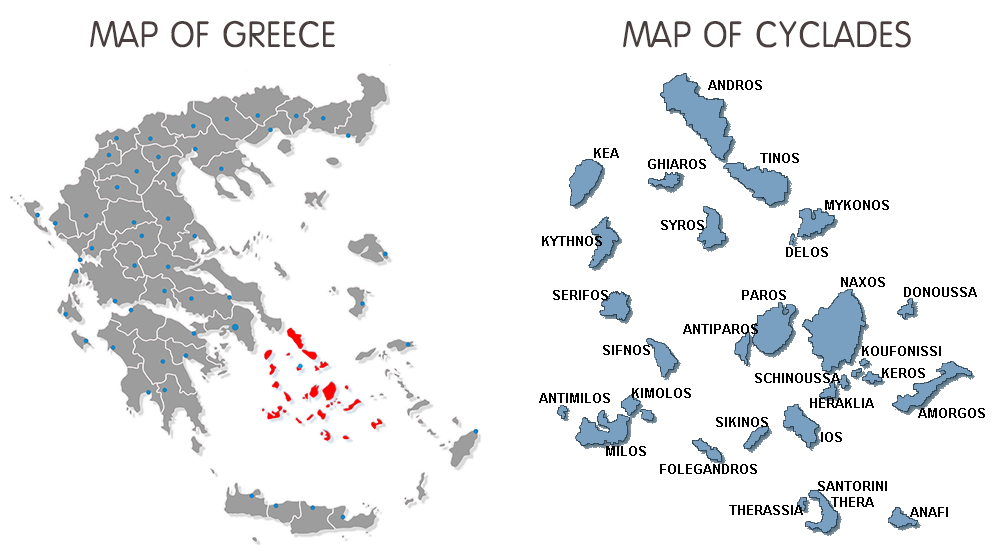 MAP OF GREECE
MAP OF CYCLADES
ANDROS
KEA
GHIAROS
TINOS
MYKONOS
SYROS
KYTHNOS
DELOS
NAXOS
SERIFOS
PAROS
DONOUSSA
ANTIPAROS
SIFNOS
KOUFONISSI
SCHINOUSSA
KEROS
KIMOLOS
ANTIMILOS
HERAKLIA
AMORGOS
SIKINOS
IOS
MILOS
FOLEGANDROS
SANTORINI
THERA
THERASSIA
ANAFI